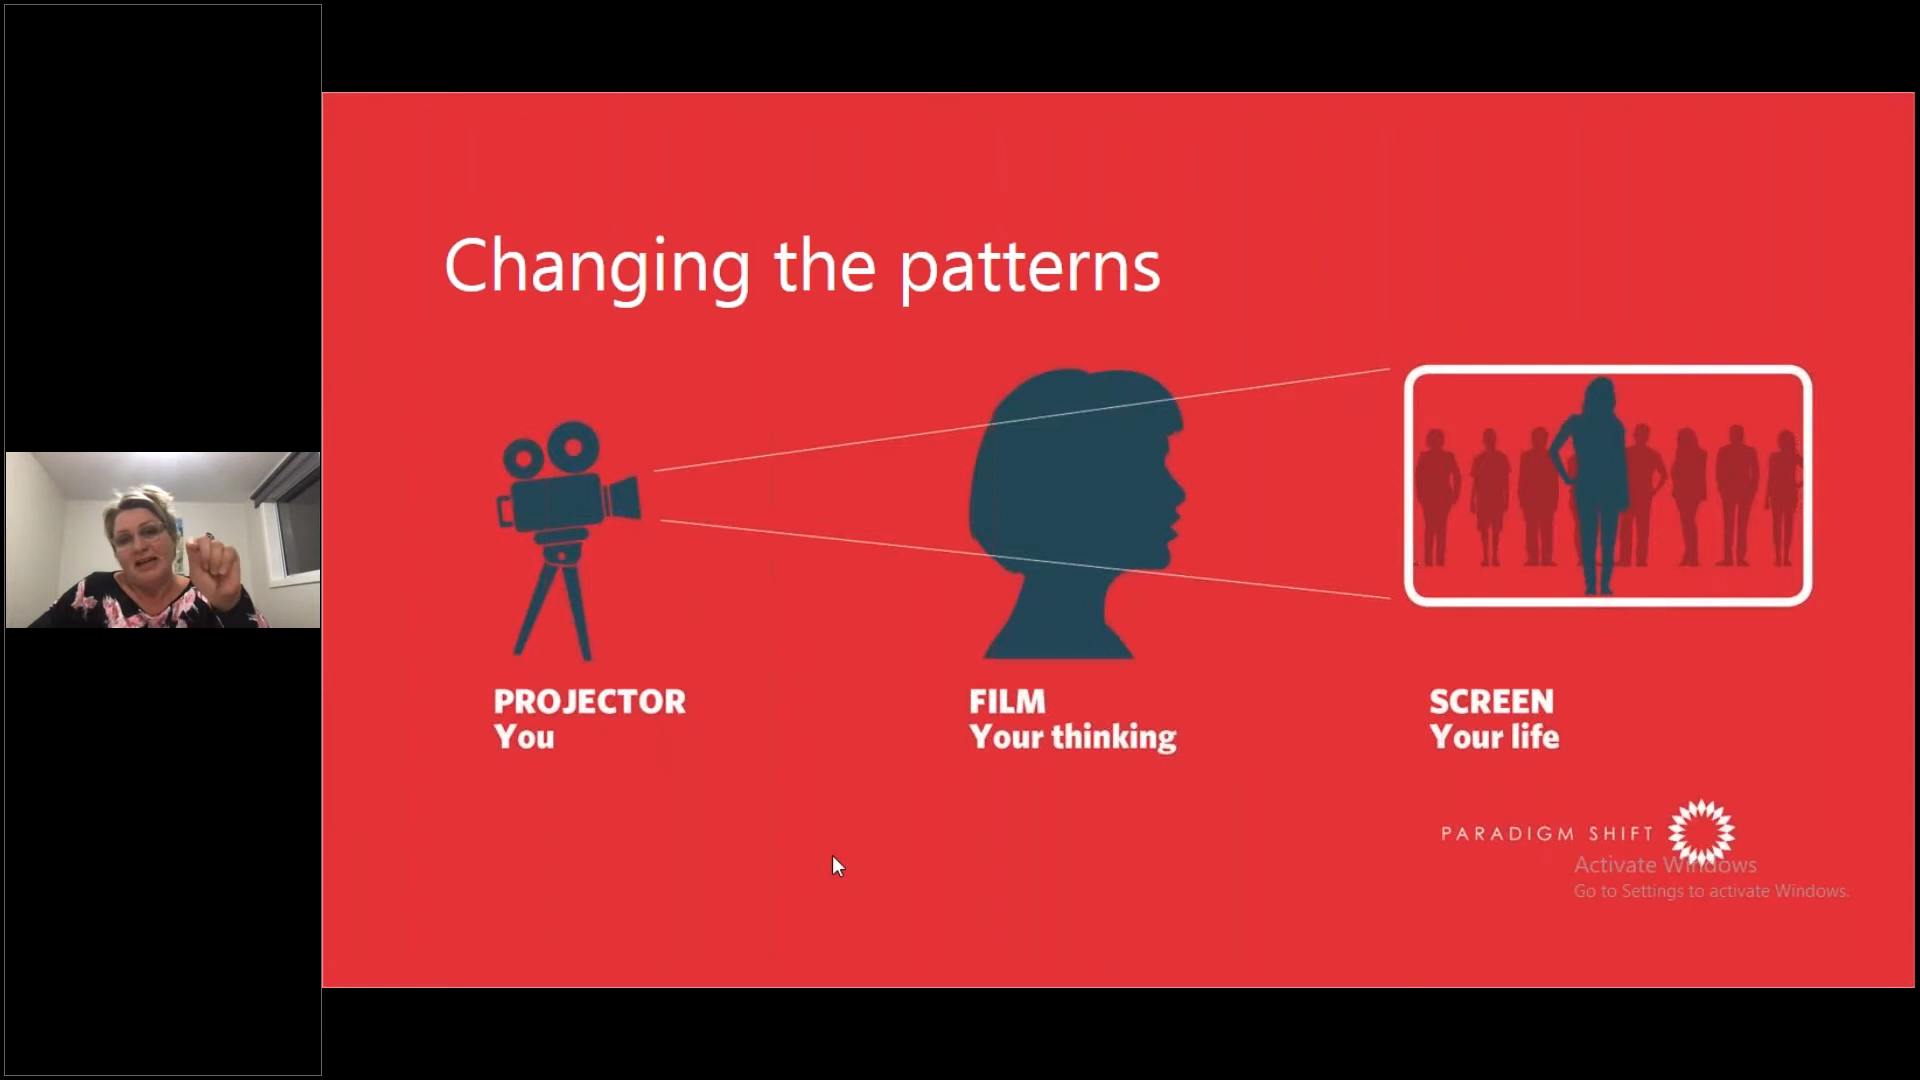 Changing the patterns
PROJECTOR
You
FILM
Your thinking
SCREEN
Your life
PARADIGM SHIFT
Activate Windows
Go to Settings to activate Windows.